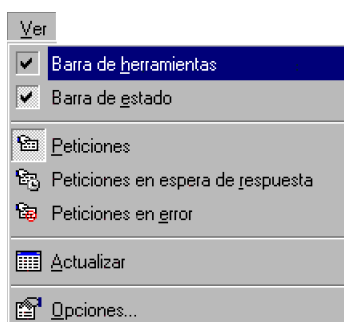 Ver
Barra de herramientas
Barra de estado
Peticiones
Peticiones en espera de respuesta
Peticiones en error
Actualizar
Opciones...